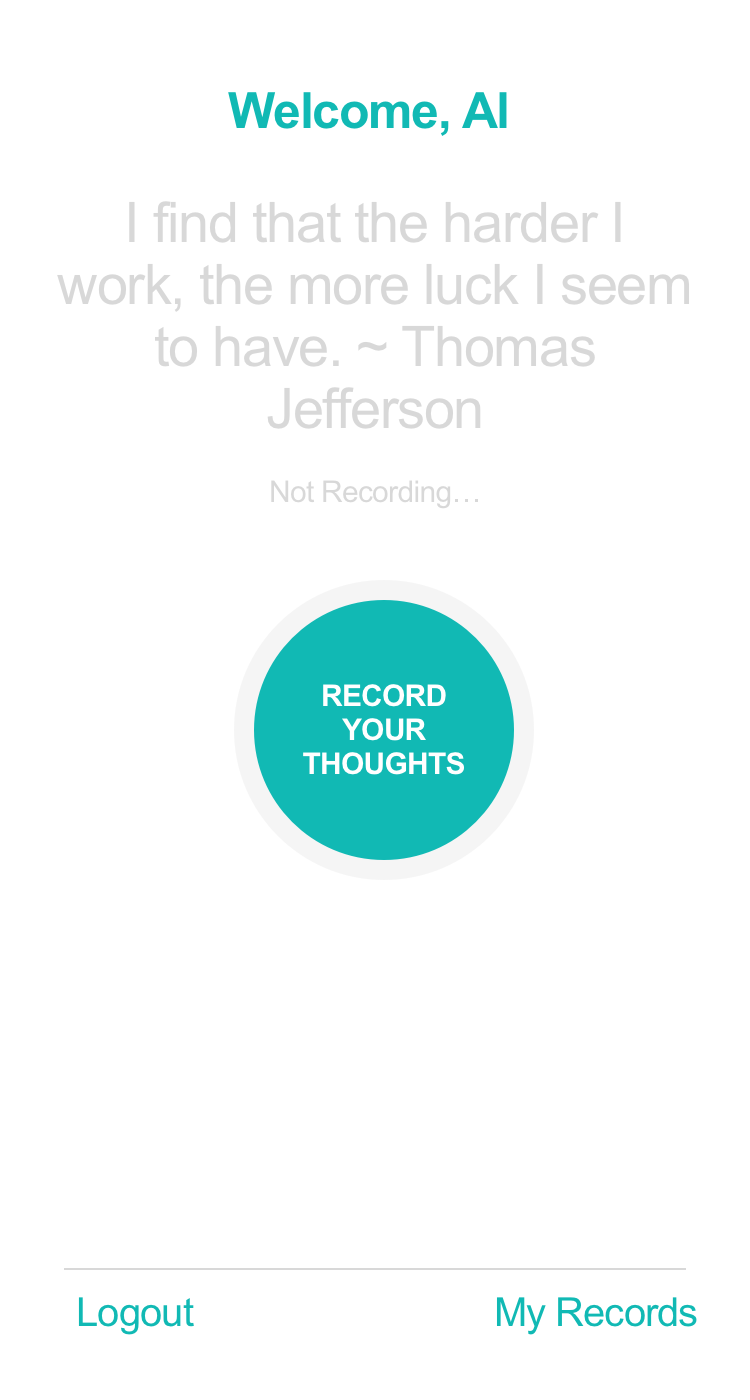 Welcome, Al
I find that the harder I
work, the more luck I seem
to have. ~ Thomas
Jefferson
Not Recording…
RECORD
YOUR
THOUGHTS
Logout
My Records